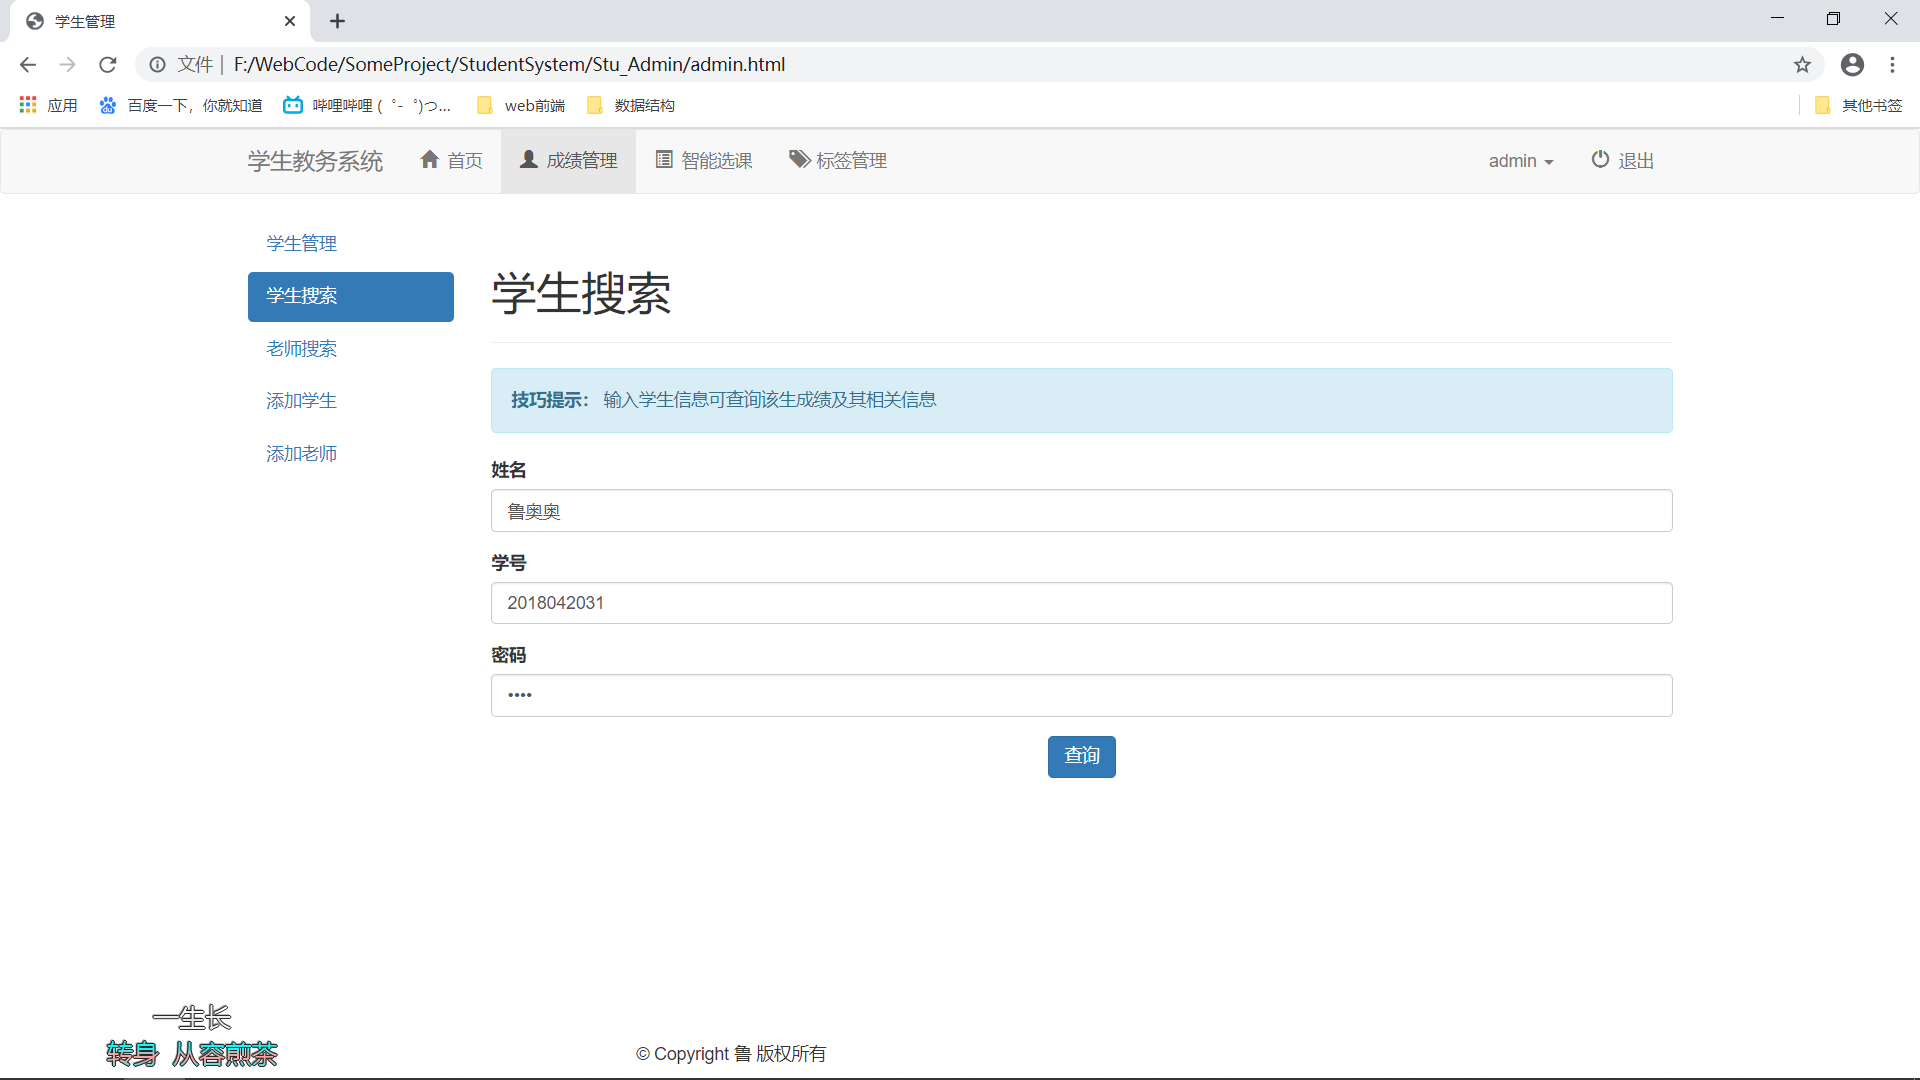 学生管理
文件 | F:/WebCode/SomeProject/StudentSystem/Stu_Admin/admin.html
应用 百度一下，你就知道 哔哩哔哩 (゜-゜)つ... web前端 数据结构 其他书签
学生教务系统 首页 成绩管理 智能选课 标签管理 admin 退出
学生管理
学生搜索
老师搜索
添加学生
添加老师
学生搜索
技巧提示： 输入学生信息可查询该生成绩及其相关信息
姓名
鲁奥奥
学号
2018042031
密码
••••
查询
一生长
转身 从容煎茶
© Copyright 鲁 版权所有